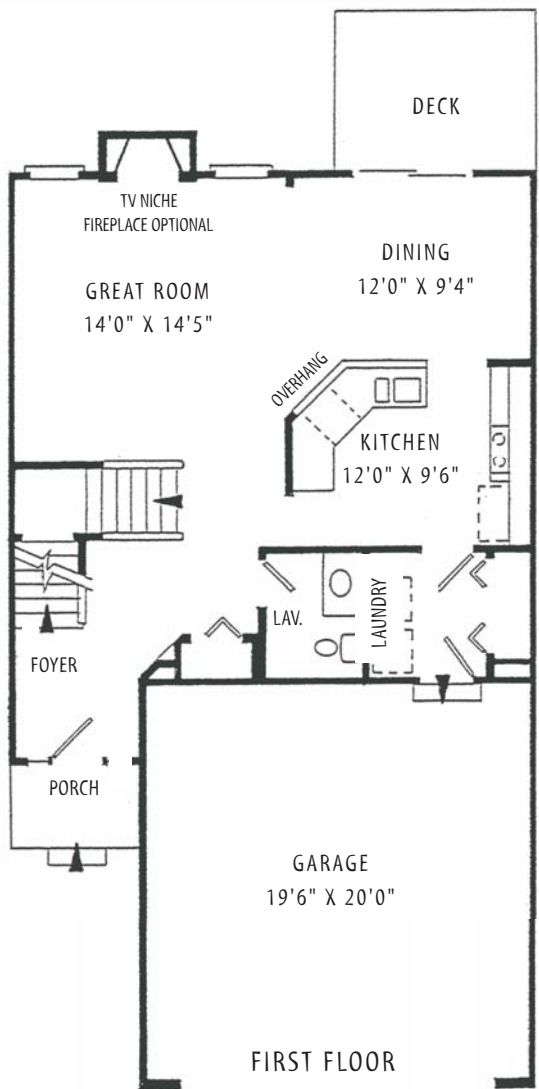 DECK
TV NICHE
FIREPLACE OPTIONAL
DINING
12'0" X 9'4"
GREAT ROOM
14'0" X 14'5"
OVERHANG
KITCHEN
12'0" X 9'6"
LAV.
LAUNDRY
FOYER
PORCH
GARAGE
19'6" X 20'0"
FIRST FLOOR